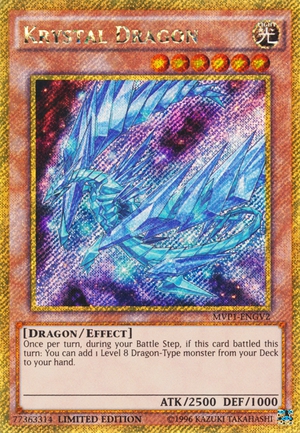 Krystal Dragon
LIGHT
光
MVP1-ENGV2
[Dragon/Effect]
Once per turn, during your Battle Step, if this card battled
this turn: You can add 1 Level 8 Dragon-Type monster from your Deck
to your hand.
ATK/2500 DEF/1000
77363314 LIMITED EDITION ©1996 KAZUKI TAKAHASHI